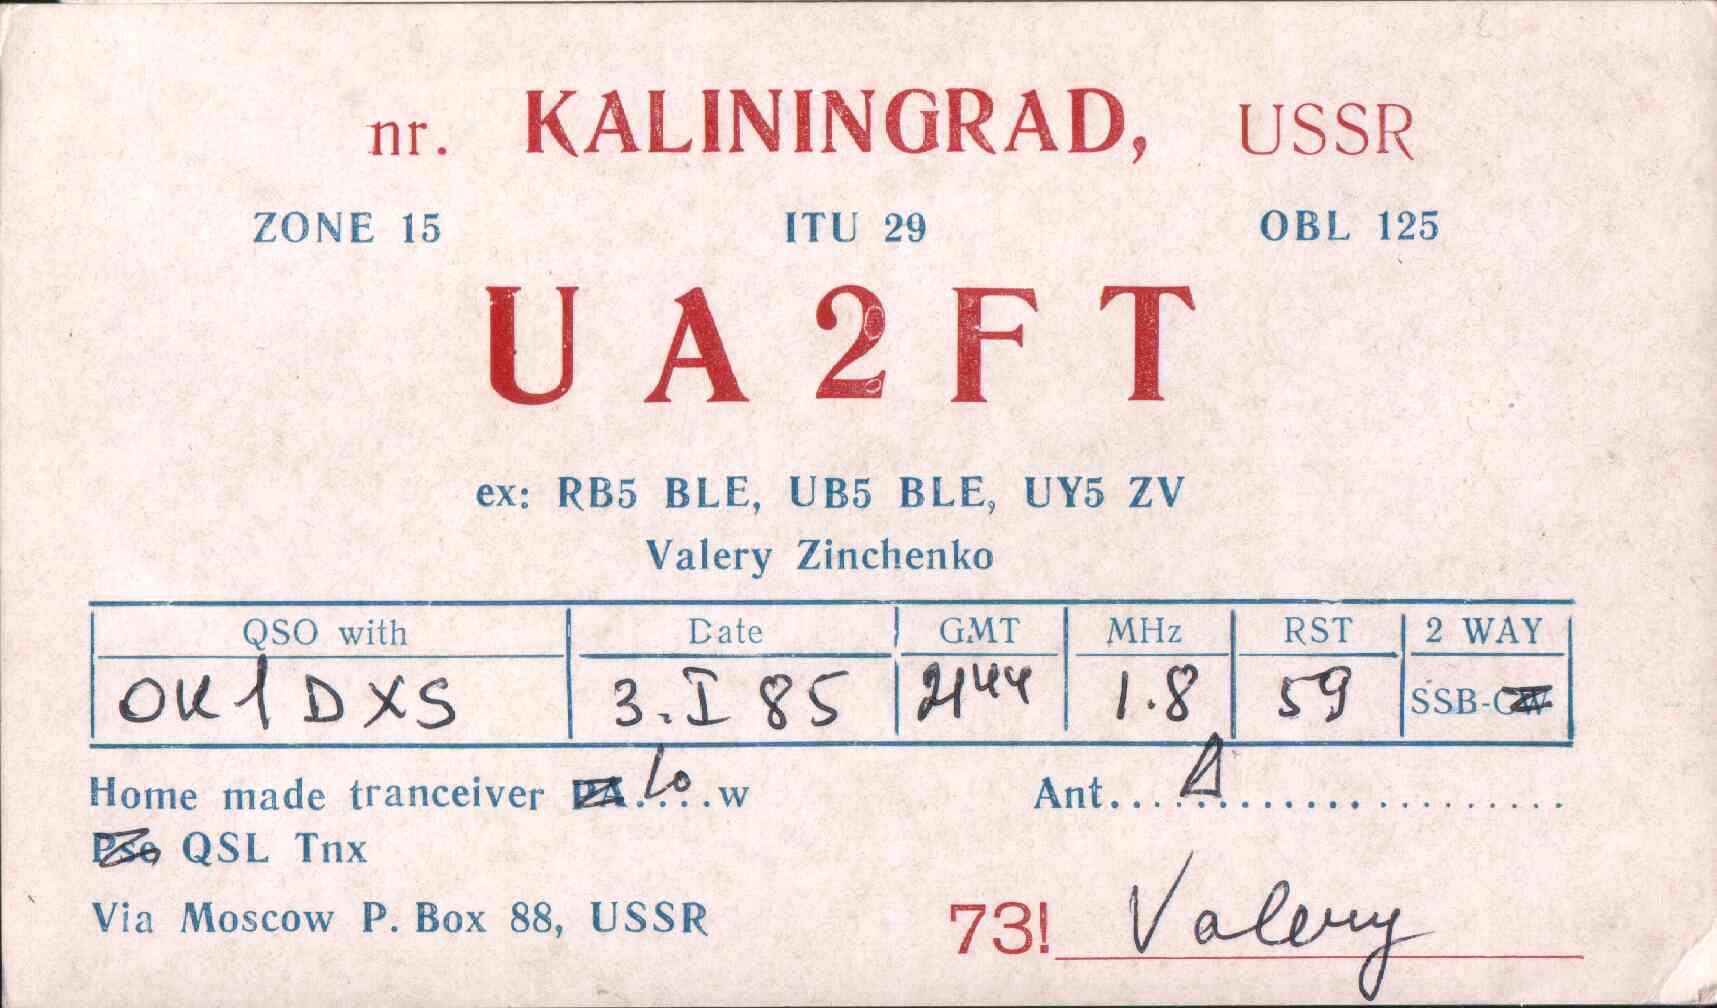 nr. KALININGRAD, USSR
ZONE 15 ITU 29 OBL 125
UA2FT
ex: RB5 BLE, UB5 BLE, UY5 ZV
Valery Zinchenko
QSO with Date GMT MHz RST 2 WAY
OK1DXS 3.I 85 2144 1.8 59 SSB-CW
Home made tranceiver PA.10...w Ant....Δ....................
Pse QSL Tnx
Via Moscow P. Box 88, USSR
73! Valery